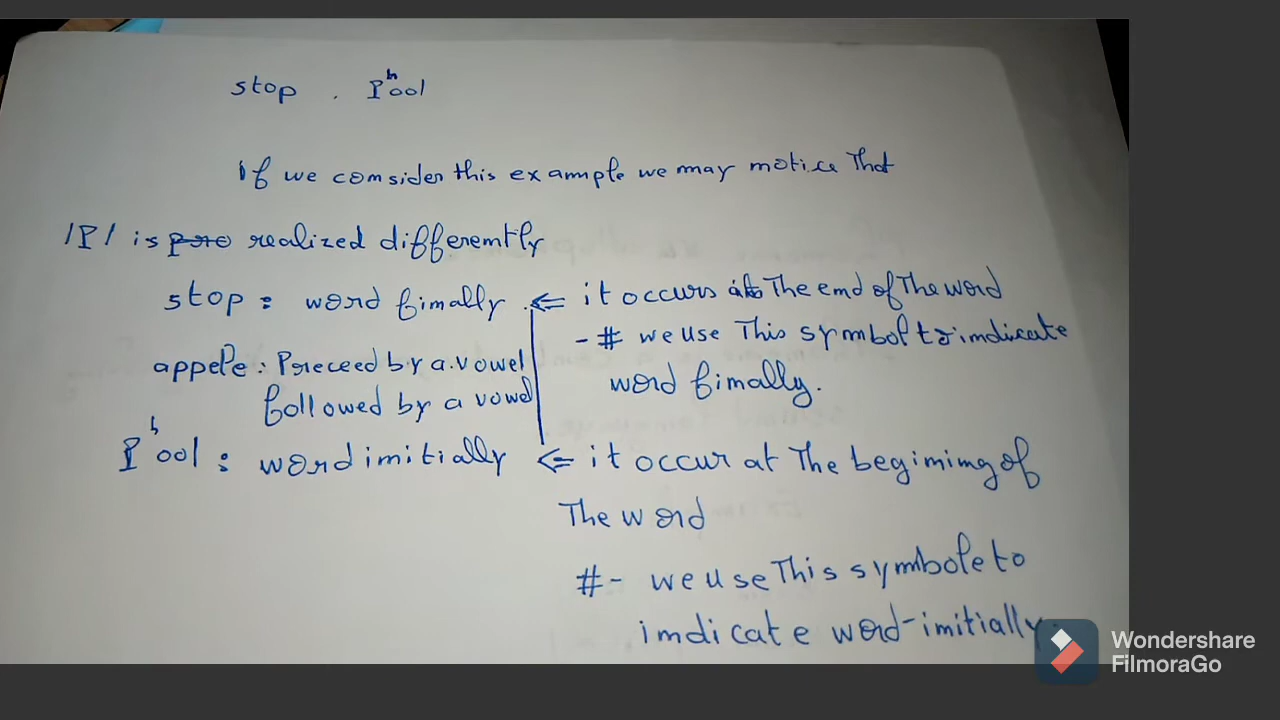 stop . Pʰool
If we consider this example we may notice that
/P/ is realized differently
stop : word finally ⇐ it occurs at the end of the word
- # we use this symbol to indicate
word finally.
appele : Preceed by a vowel
followed by a vowel
Pʰool : word initially ⇐ it occur at the begining of
the word
# - we use this symbole to
indicate word-initially.
Wondershare
FilmoraGo